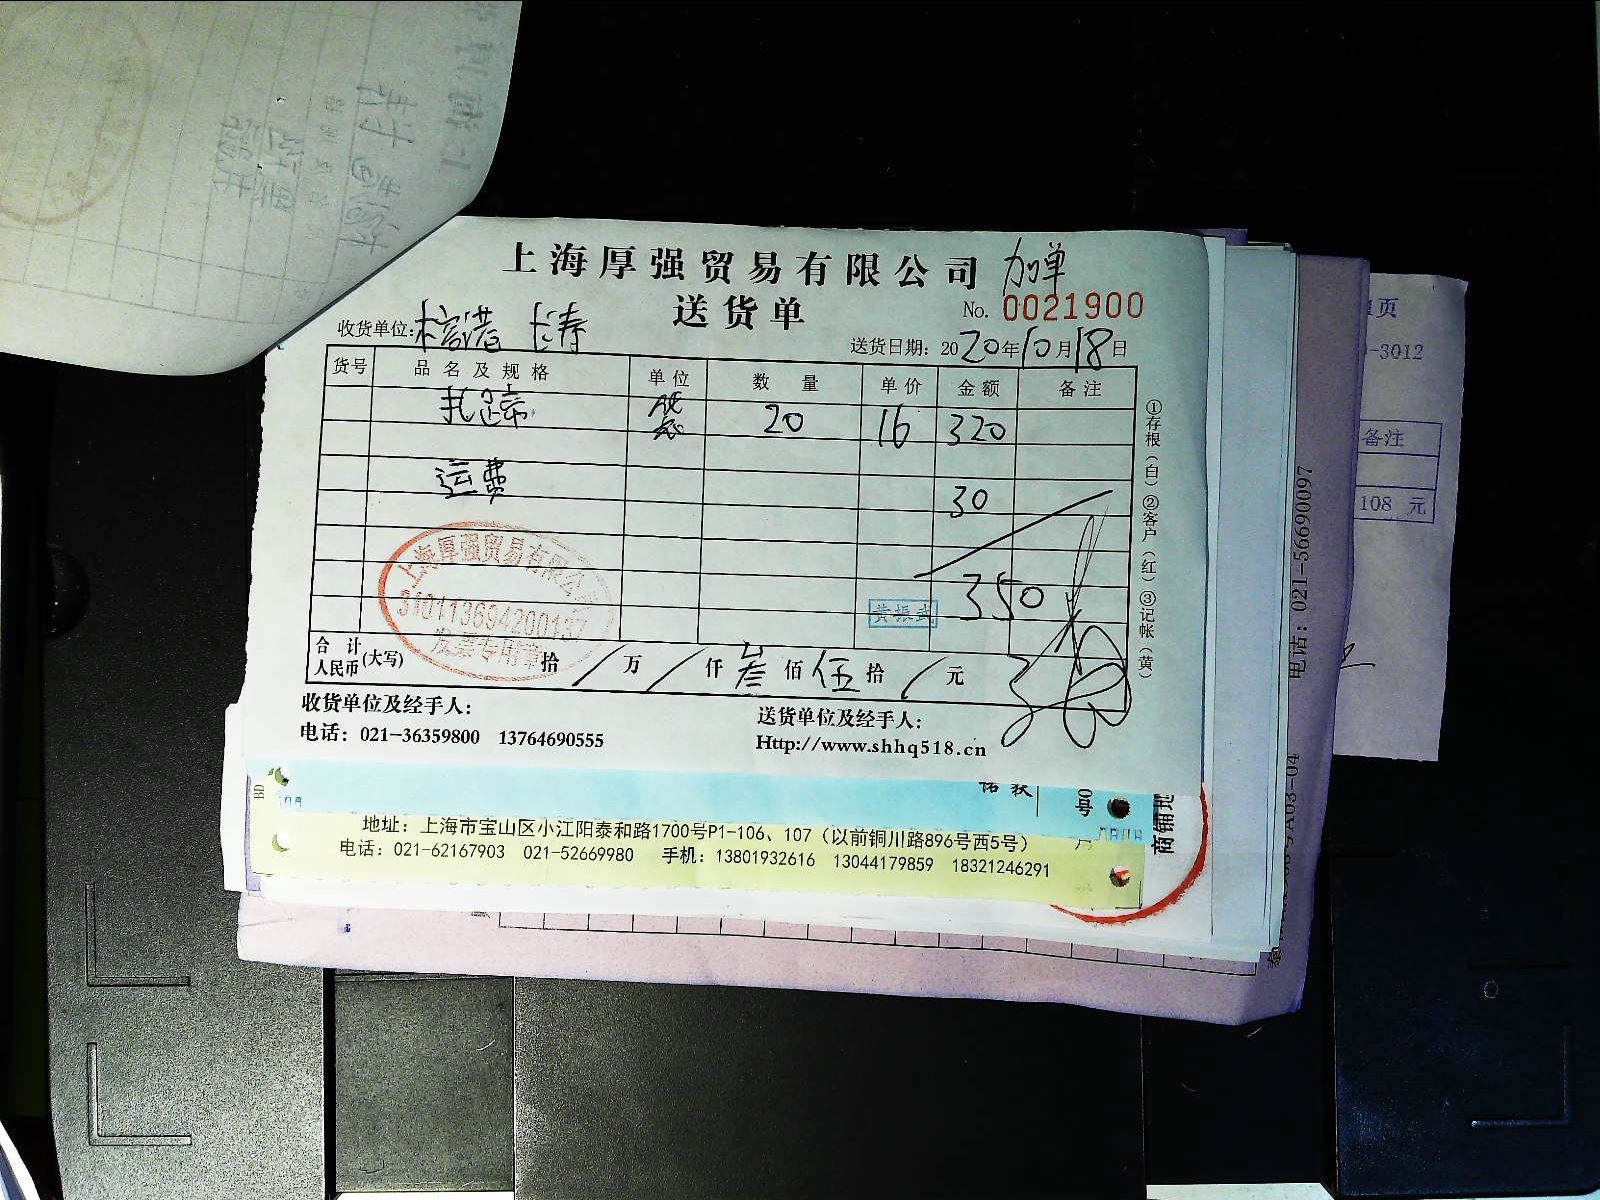 上海厚强贸易有限公司 加单
送货单 No. 0021900
收货单位: 长寿 送货日期: 2020年10月18日
货号 品名及规格 单位 数量 单价 金额 备注
扎蹄 袋 20 16 320
运费 30
350
黄振武
上海厚强贸易有限公
310113694200137
发票专用章
合计人民币(大写) 拾 / 万 / 仟 叁 佰 伍 拾 / 元
①存根(白)②客户(红)③记帐(黄)
收货单位及经手人: 送货单位及经手人:
电话: 021-36359800 13764690555 Http://www.shhq518.cn
地址: 上海市宝山区小江阳泰和路1700号P1-106、107 (以前铜川路896号西5号)
电话: 021-62167903 021-52669980 手机: 13801932616 13044179859 18321246291
电话: 021-56690097
页
-3012
备注
108 元